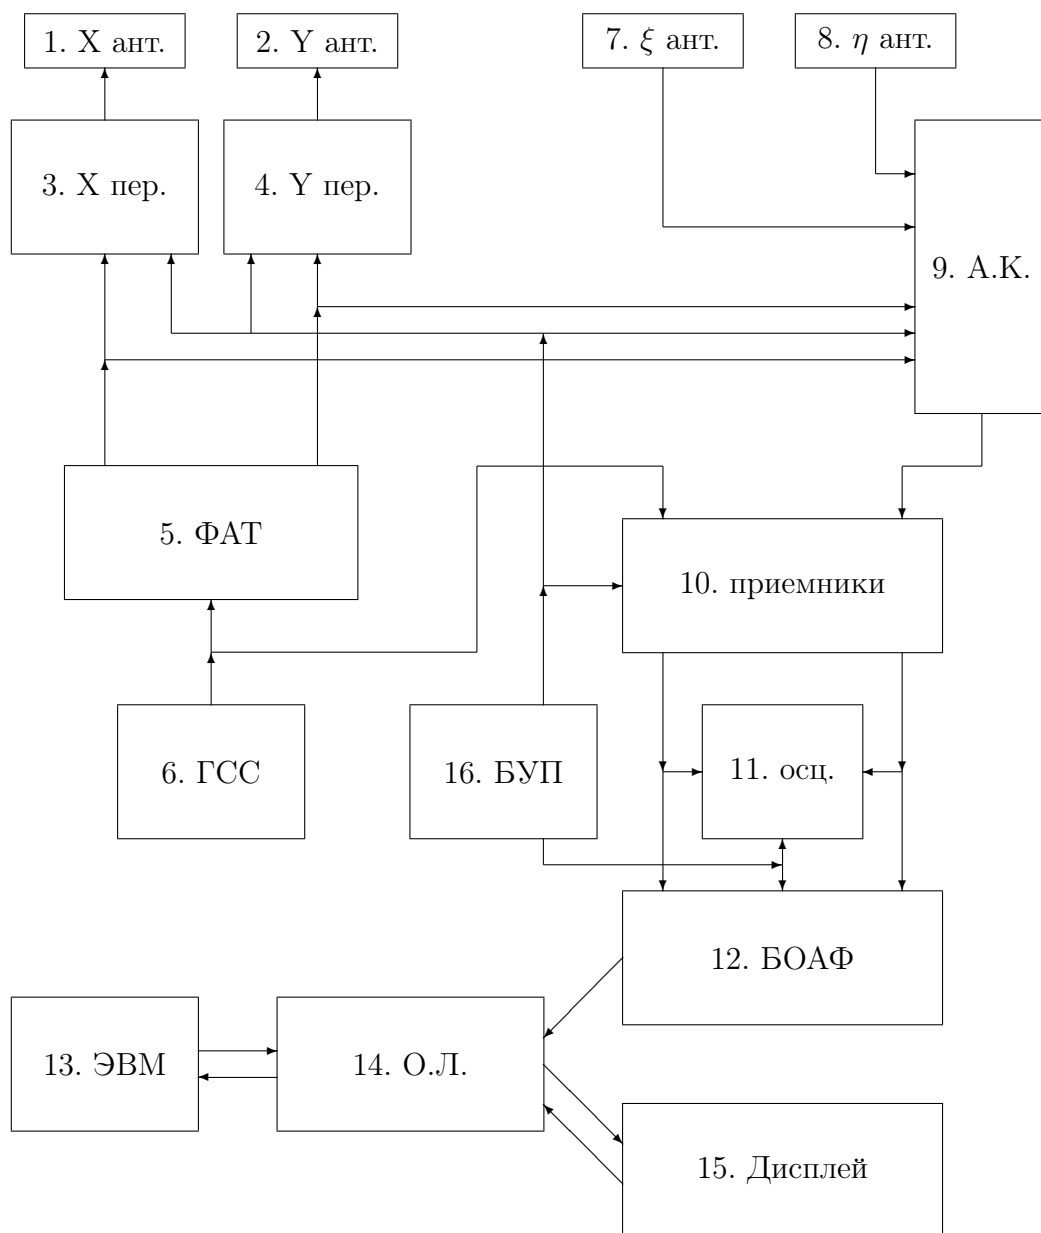 1. X ант.
2. Y ант.
7. ξ ант.
8. η ант.
3. X пер.
4. Y пер.
9. А.К.
5. ФАТ
10. приемники
6. ГСС
16. БУП
11. осц.
12. БОАФ
13. ЭВМ
14. О.Л.
15. Дисплей